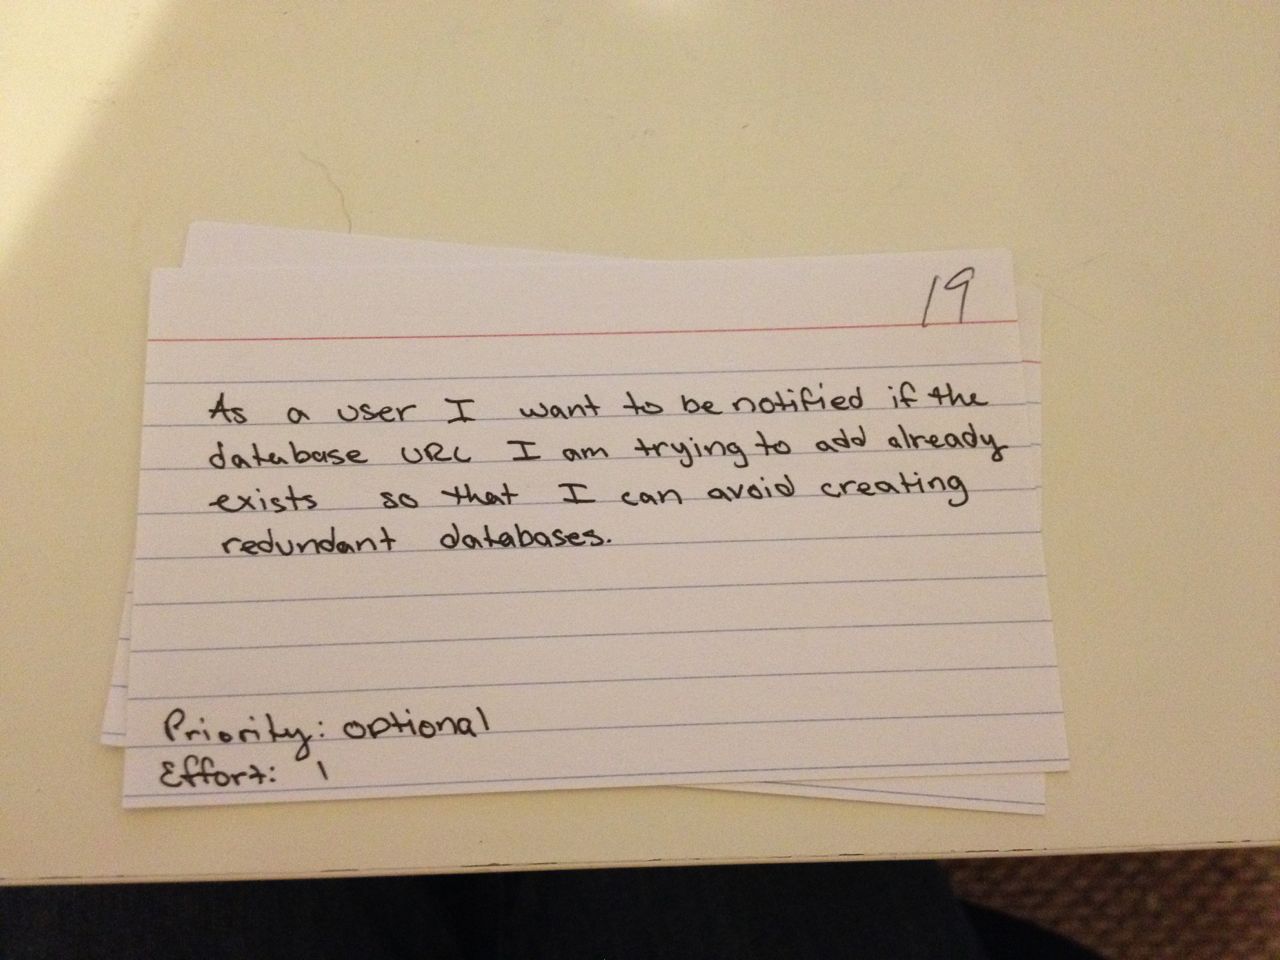 19
As a user I want to be notified if the
database URL I am trying to add already
exists so that I can avoid creating
redundant databases.
Priority: optional
Effort: 1